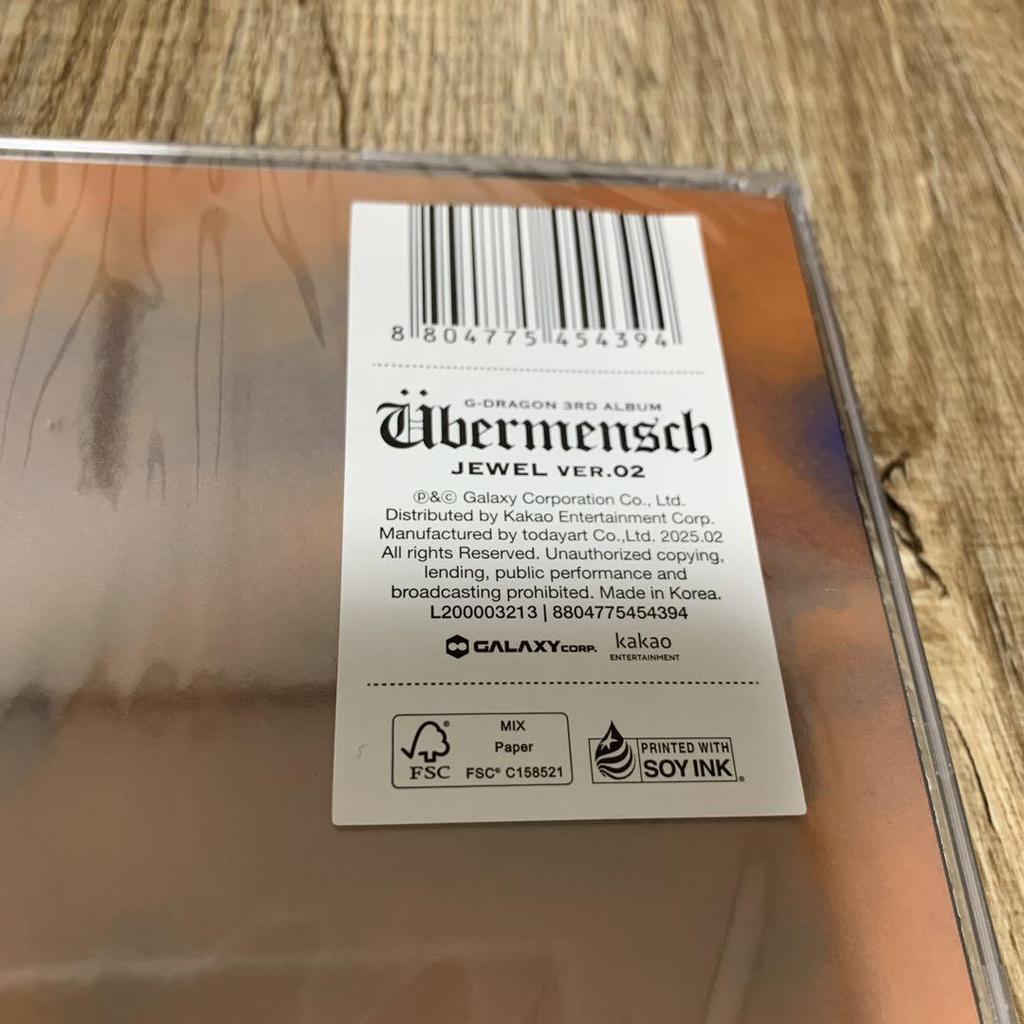 8 804775 454394
G-DRAGON 3RD ALBUM
Übermensch
JEWEL VER.02
Ⓟ&Ⓒ Galaxy Corporation Co., Ltd.
Distributed by Kakao Entertainment Corp.
Manufactured by todayart Co.,Ltd. 2025.02
All rights Reserved. Unauthorized copying,
lending, public performance and
broadcasting prohibited. Made in Korea.
L200003213 | 8804775454394
GALAXY CORP. kakao
ENTERTAINMENT
MIX
Paper
FSC® FSC® C158521
PRINTED WITH
SOY INK®